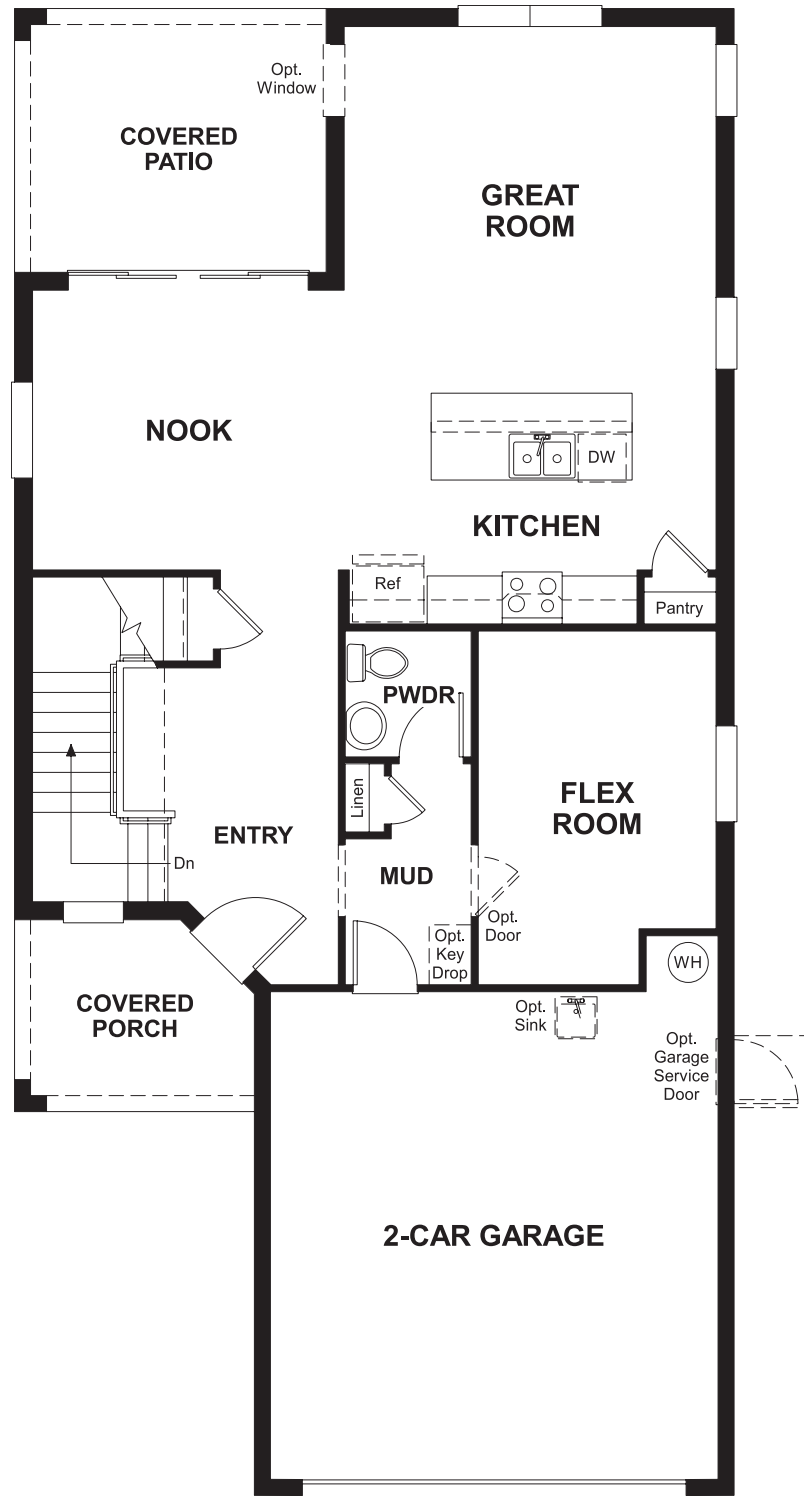 Opt.
Window
COVERED
PATIO
GREAT
ROOM
NOOK
DW
KITCHEN
Ref
Pantry
PWDR
Linen
FLEX
ROOM
ENTRY
Dn
MUD
Opt.
Door
Opt.
Key
Drop
WH
COVERED
PORCH
Opt.
Sink
Opt.
Garage
Service
Door
2-CAR GARAGE